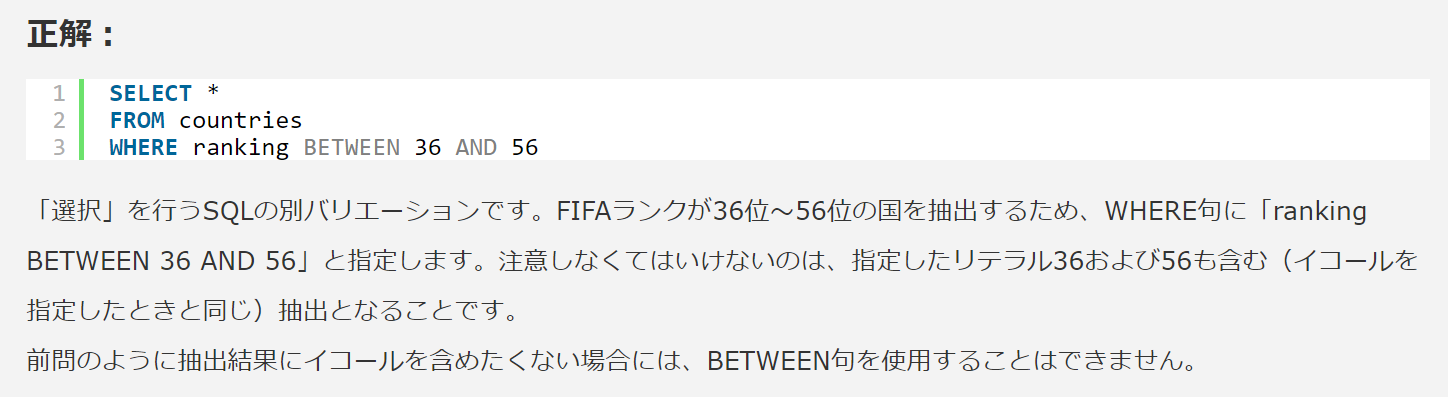 正解：
1 SELECT *
2 FROM countries
3 WHERE ranking BETWEEN 36 AND 56
「選択」を行うSQLの別バリエーションです。FIFAランクが36位～56位の国を抽出するため、WHERE句に「ranking
BETWEEN 36 AND 56」と指定します。注意しなくてはいけないのは、指定したリテラル36および56も含む（イコールを
指定したときと同じ）抽出となることです。
前問のように抽出結果にイコールを含めたくない場合には、BETWEEN句を使用することはできません。